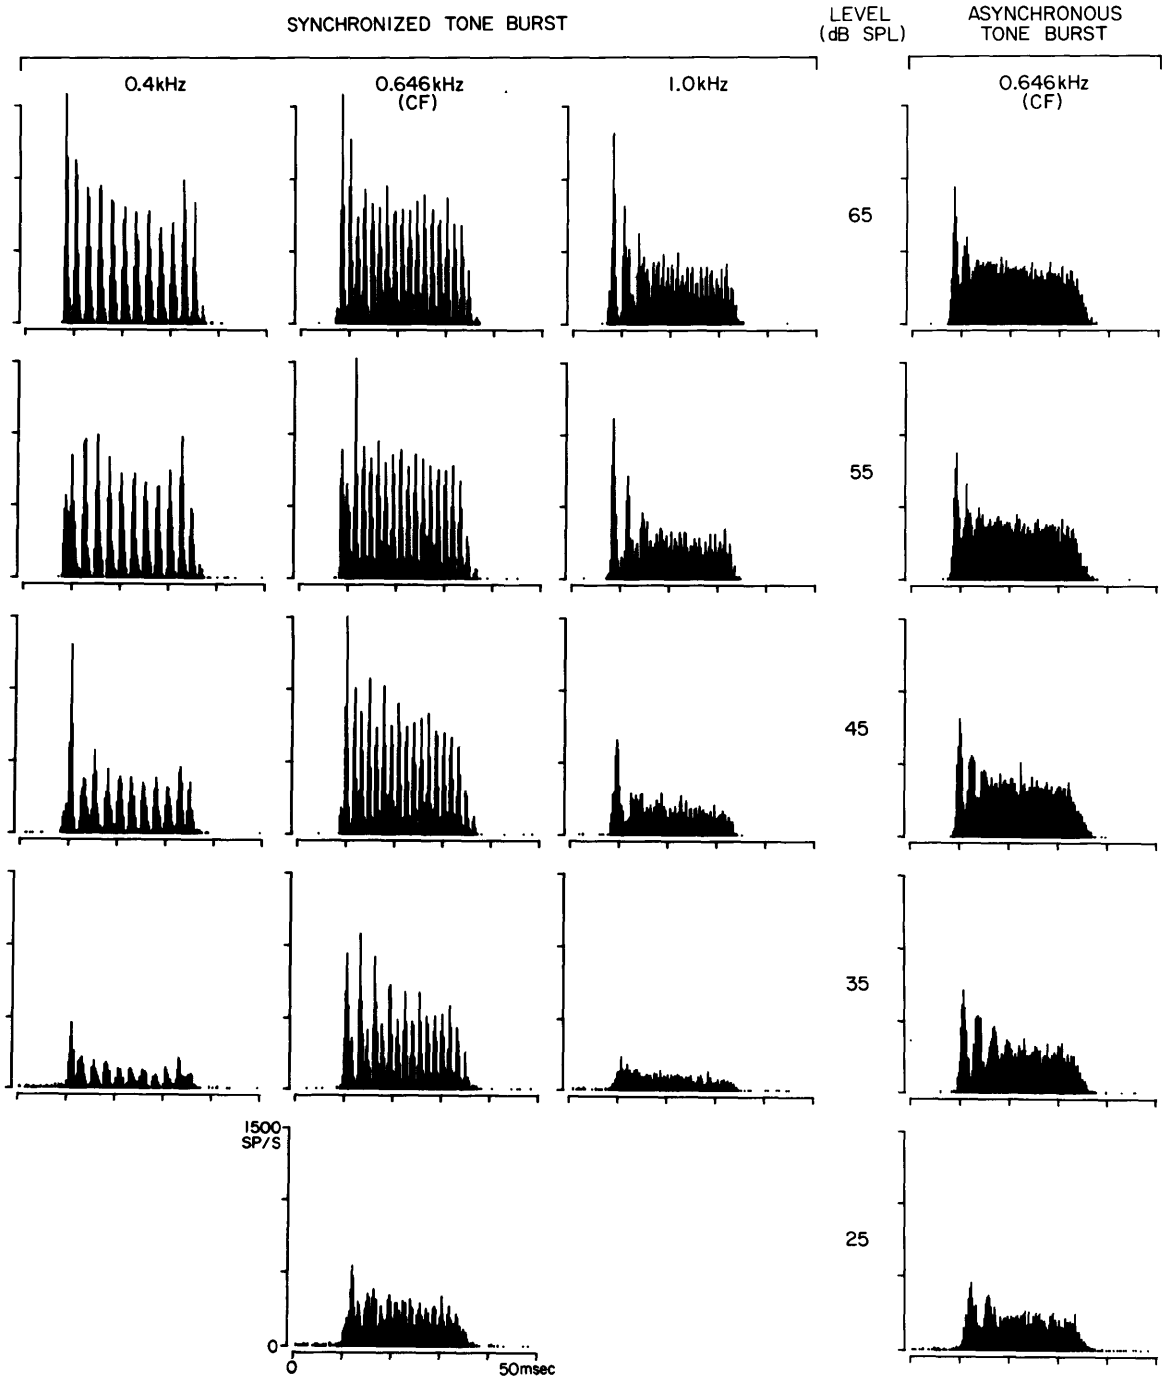 SYNCHRONIZED TONE BURST
LEVEL
(dB SPL)
ASYNCHRONOUS
TONE BURST
0.4kHz
0.646kHz
(CF)
1.0kHz
0.646kHz
(CF)
65
55
45
35
1500
SP/S
25
0
0
50msec